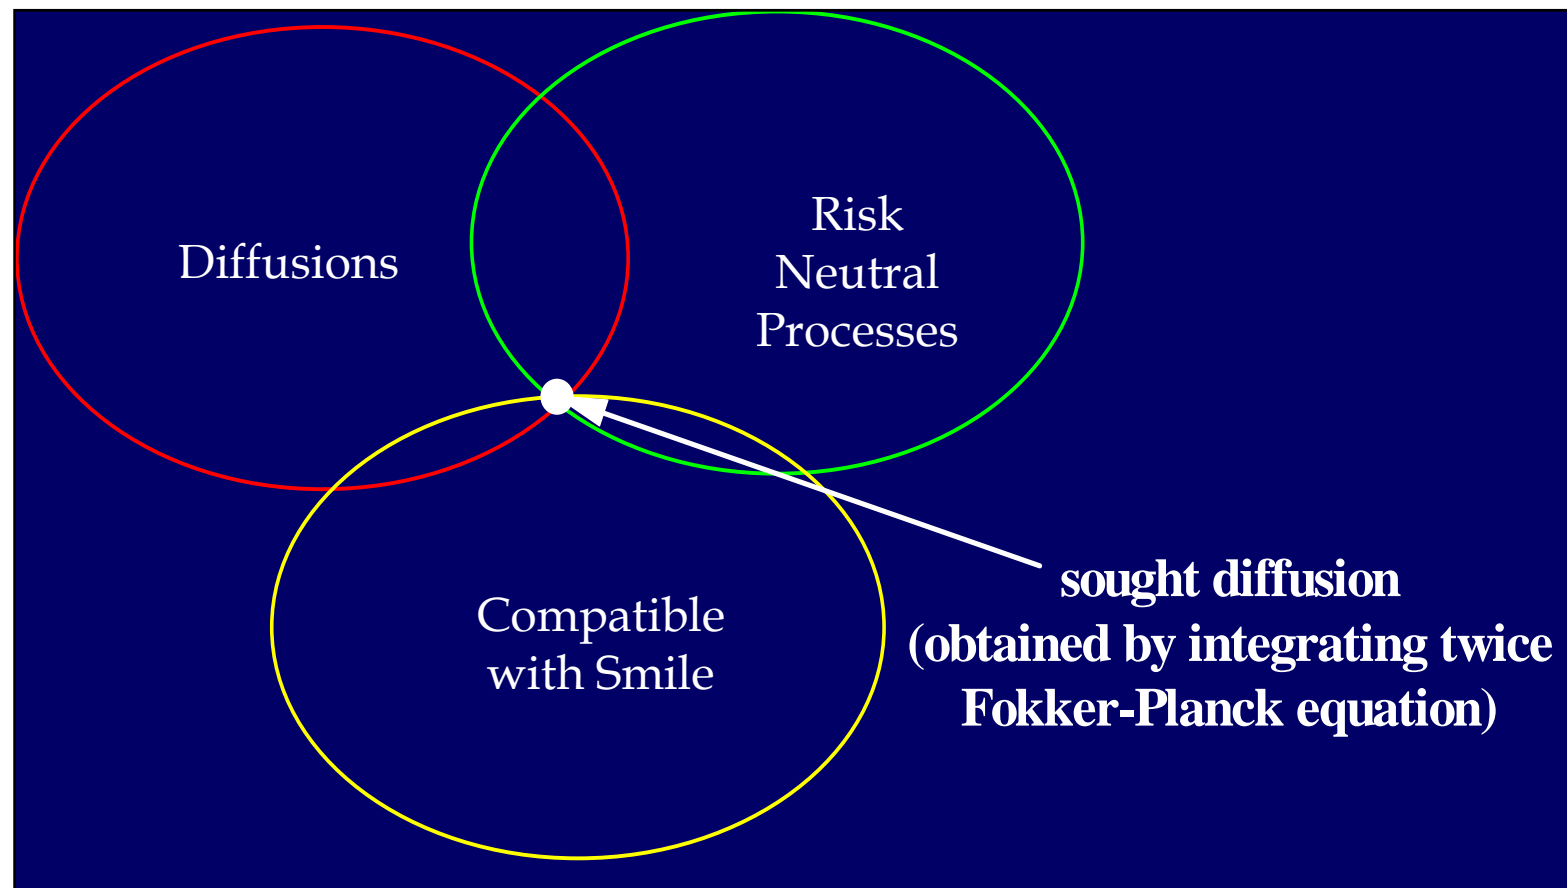 Diffusions
Risk
Neutral
Processes
Compatible
with Smile
sought diffusion
(obtained by integrating twice
Fokker-Planck equation)